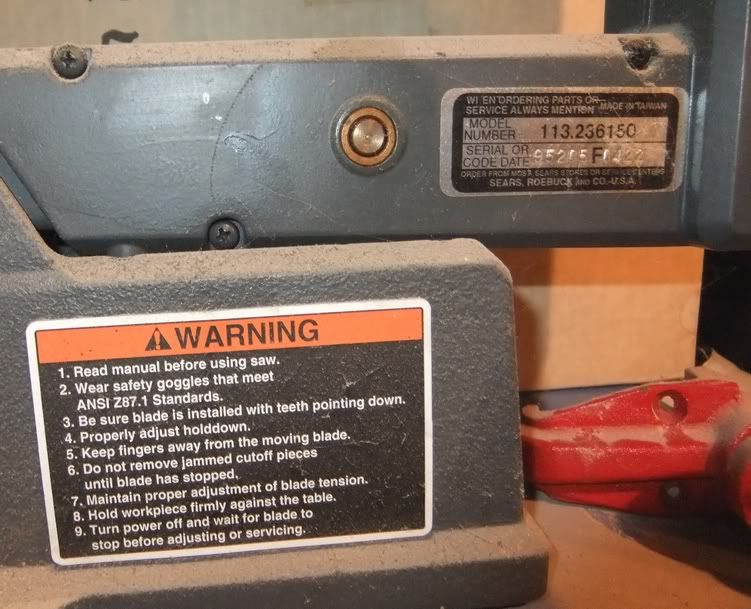 WHEN ORDERING PARTS OR
SERVICE ALWAYS MENTION MADE IN TAIWAN
MODEL
NUMBER 113.236150
SERIAL OR
CODE DATE
ORDER FROM MOST SEARS STORES OR SERVICE CENTERS
SEARS, ROEBUCK AND CO.-U.S.A.
WARNING
1. Read manual before using saw.
2. Wear safety goggles that meet
ANSI Z87.1 Standards.
3. Be sure blade is installed with teeth pointing down.
4. Properly adjust holddown.
5. Keep fingers away from the moving blade.
6. Do not remove jammed cutoff pieces
until blade has stopped.
7. Maintain proper adjustment of blade tension.
8. Hold workpiece firmly against the table.
9. Turn power off and wait for blade to
stop before adjusting or servicing.